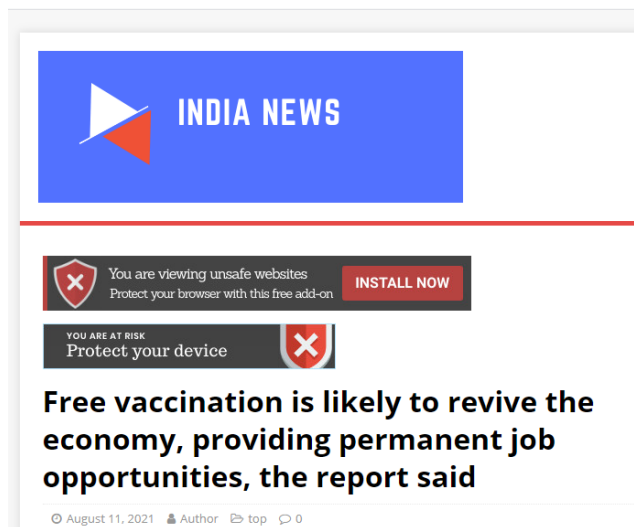 INDIA NEWS
You are viewing unsafe websites
Protect your browser with this free add-on
INSTALL NOW
YOU ARE AT RISK
Protect your device
Free vaccination is likely to revive the
economy, providing permanent job
opportunities, the report said
August 11, 2021 Author top 0